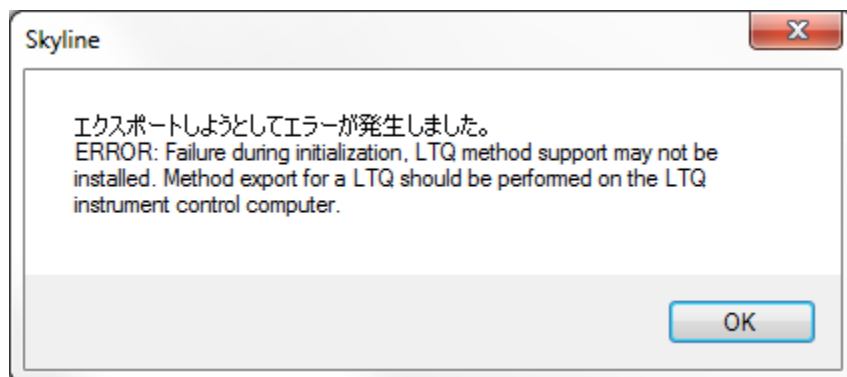 Skyline
エクスポートしようとしてエラーが発生しました。
ERROR: Failure during initialization, LTQ method support may not be
installed. Method export for a LTQ should be performed on the LTQ
instrument control computer.
OK